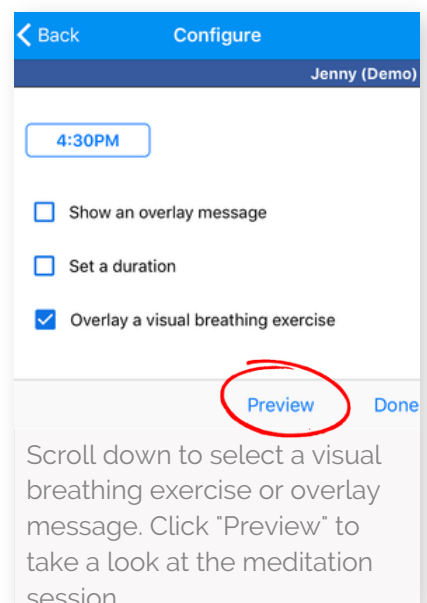 Back Configure
Jenny (Demo)
4:30PM
Show an overlay message
Set a duration
Overlay a visual breathing exercise
Preview Done
Scroll down to select a visual
breathing exercise or overlay
message. Click "Preview" to
take a look at the meditation
session